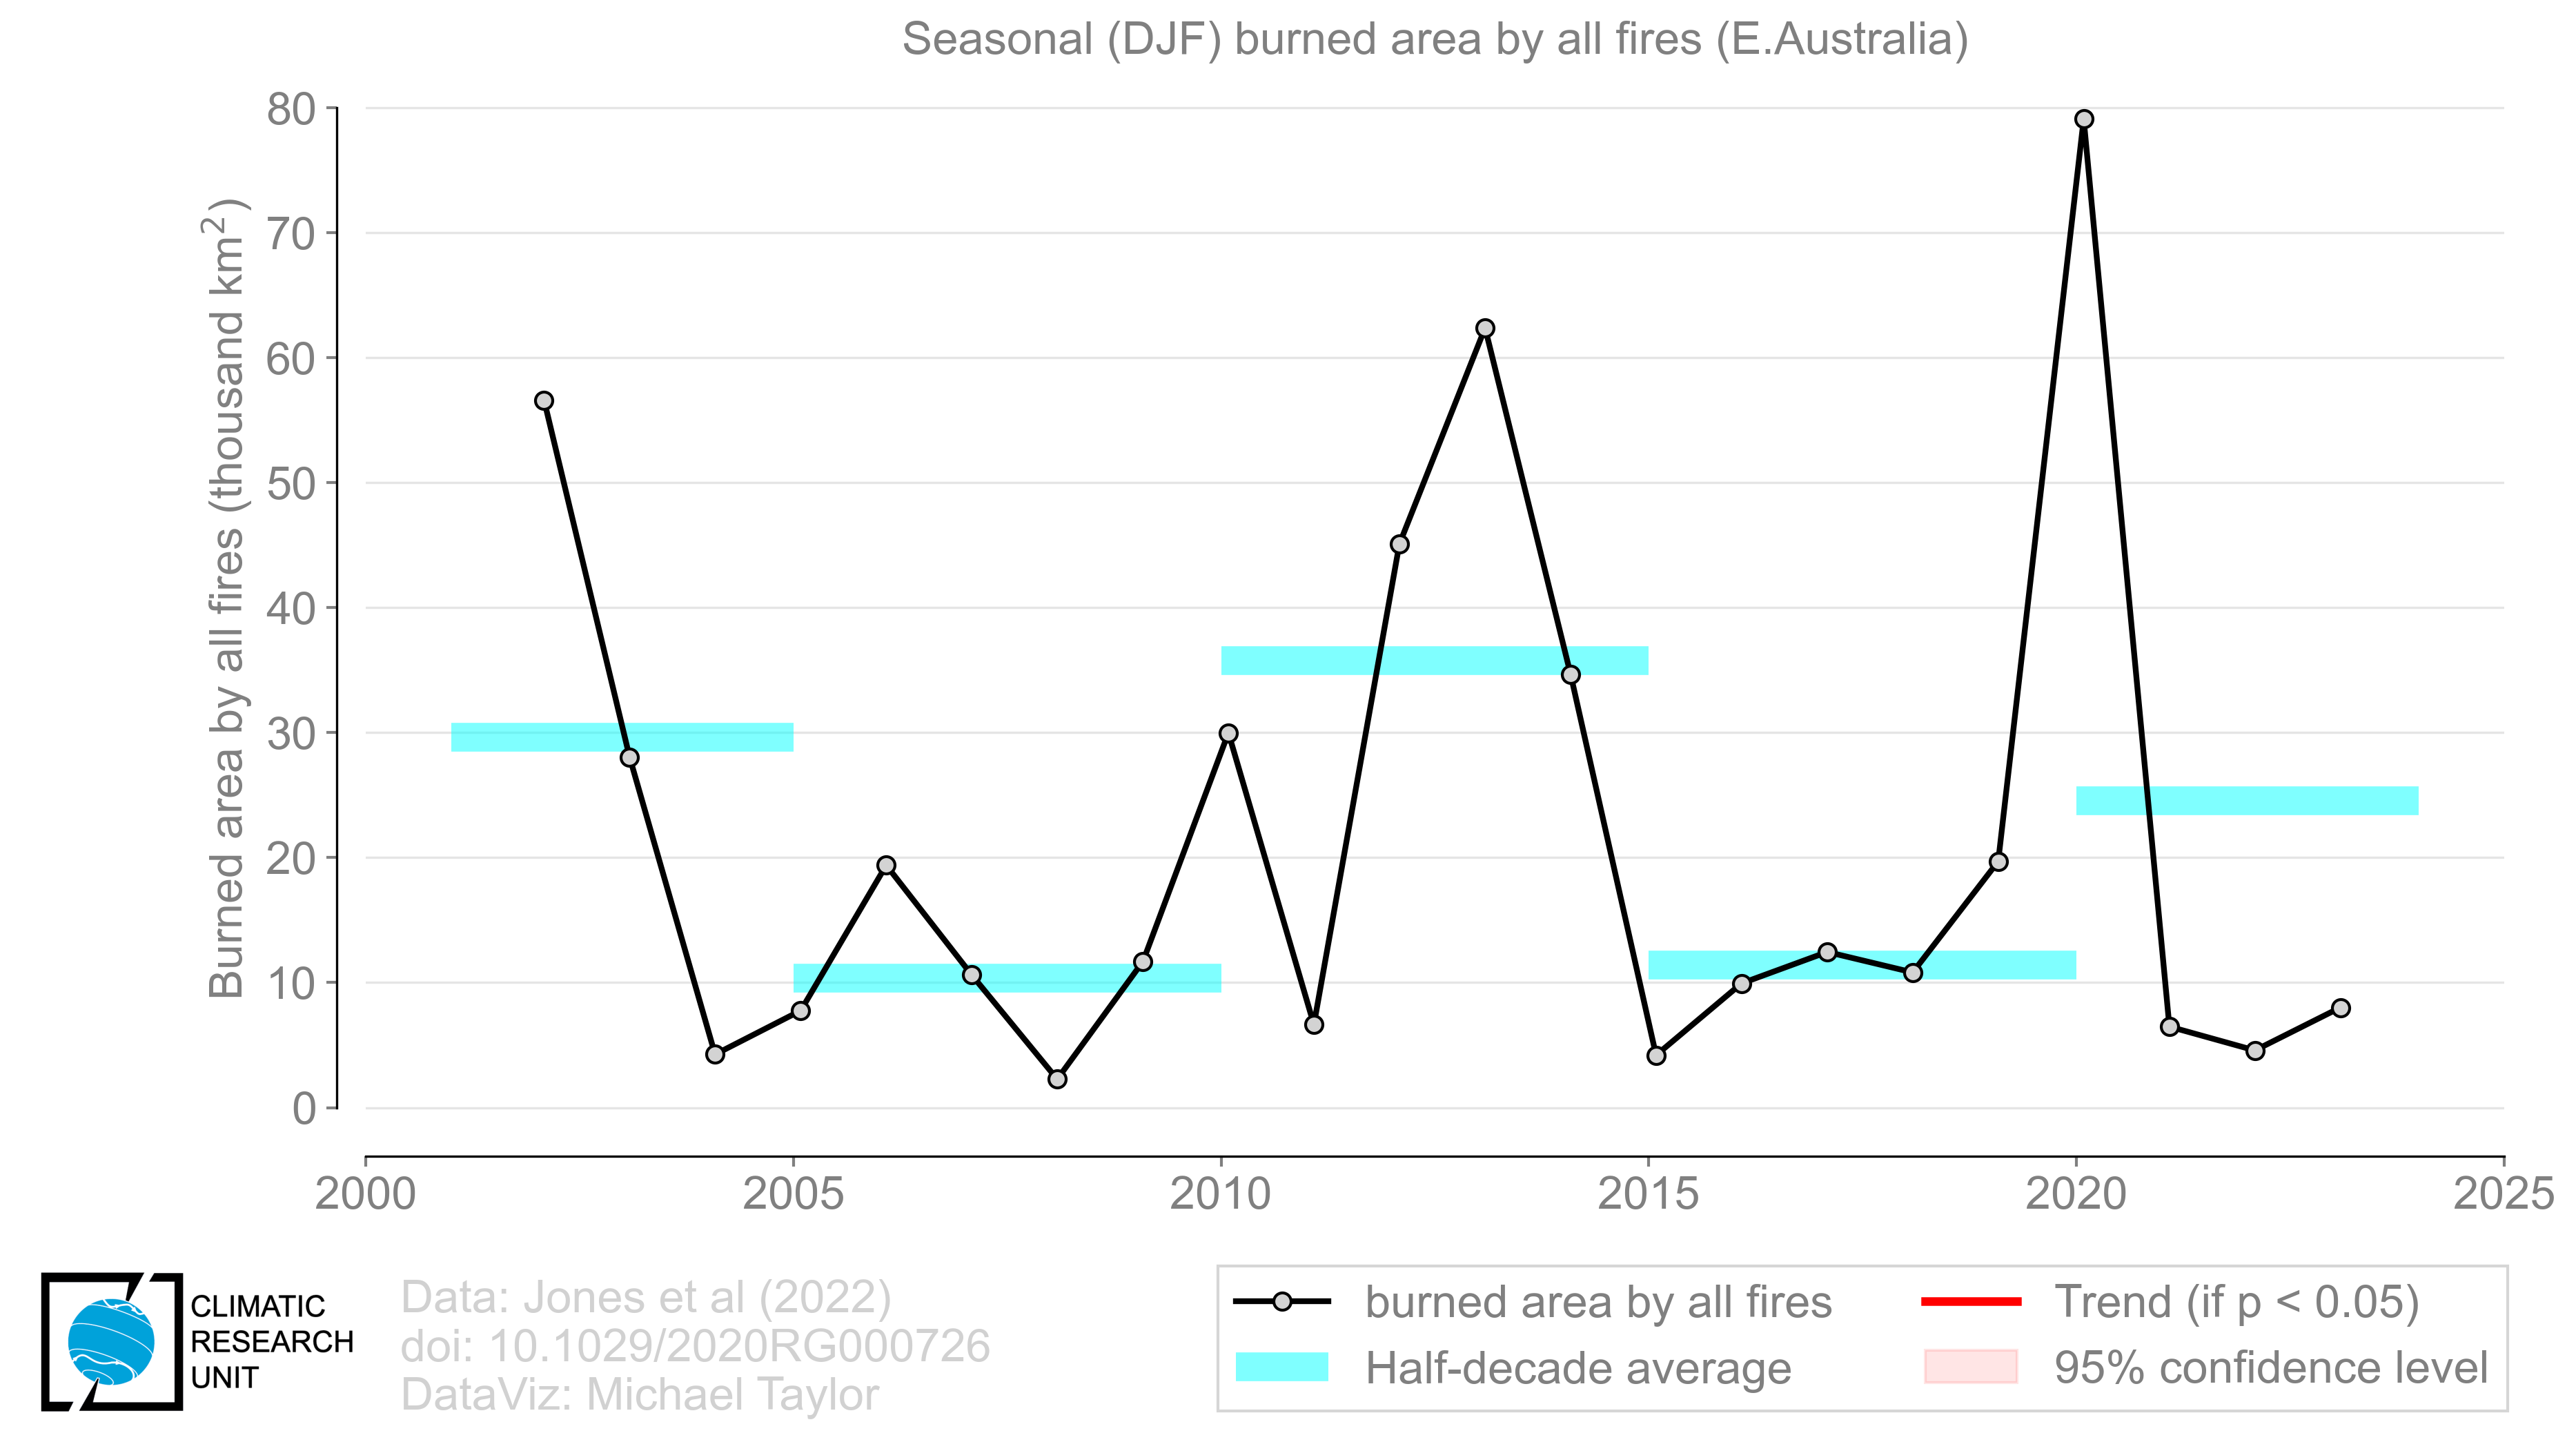 Seasonal (DJF) burned area by all fires (E.Australia)
Burned area by all fires (thousand km²)
80
70
60
50
40
30
20
10
0
2000 2005 2010 2015 2020 2025
CLIMATIC
RESEARCH
UNIT
Data: Jones et al (2022)
doi: 10.1029/2020RG000726
DataViz: Michael Taylor
burned area by all fires
Half-decade average
Trend (if p < 0.05)
95% confidence level